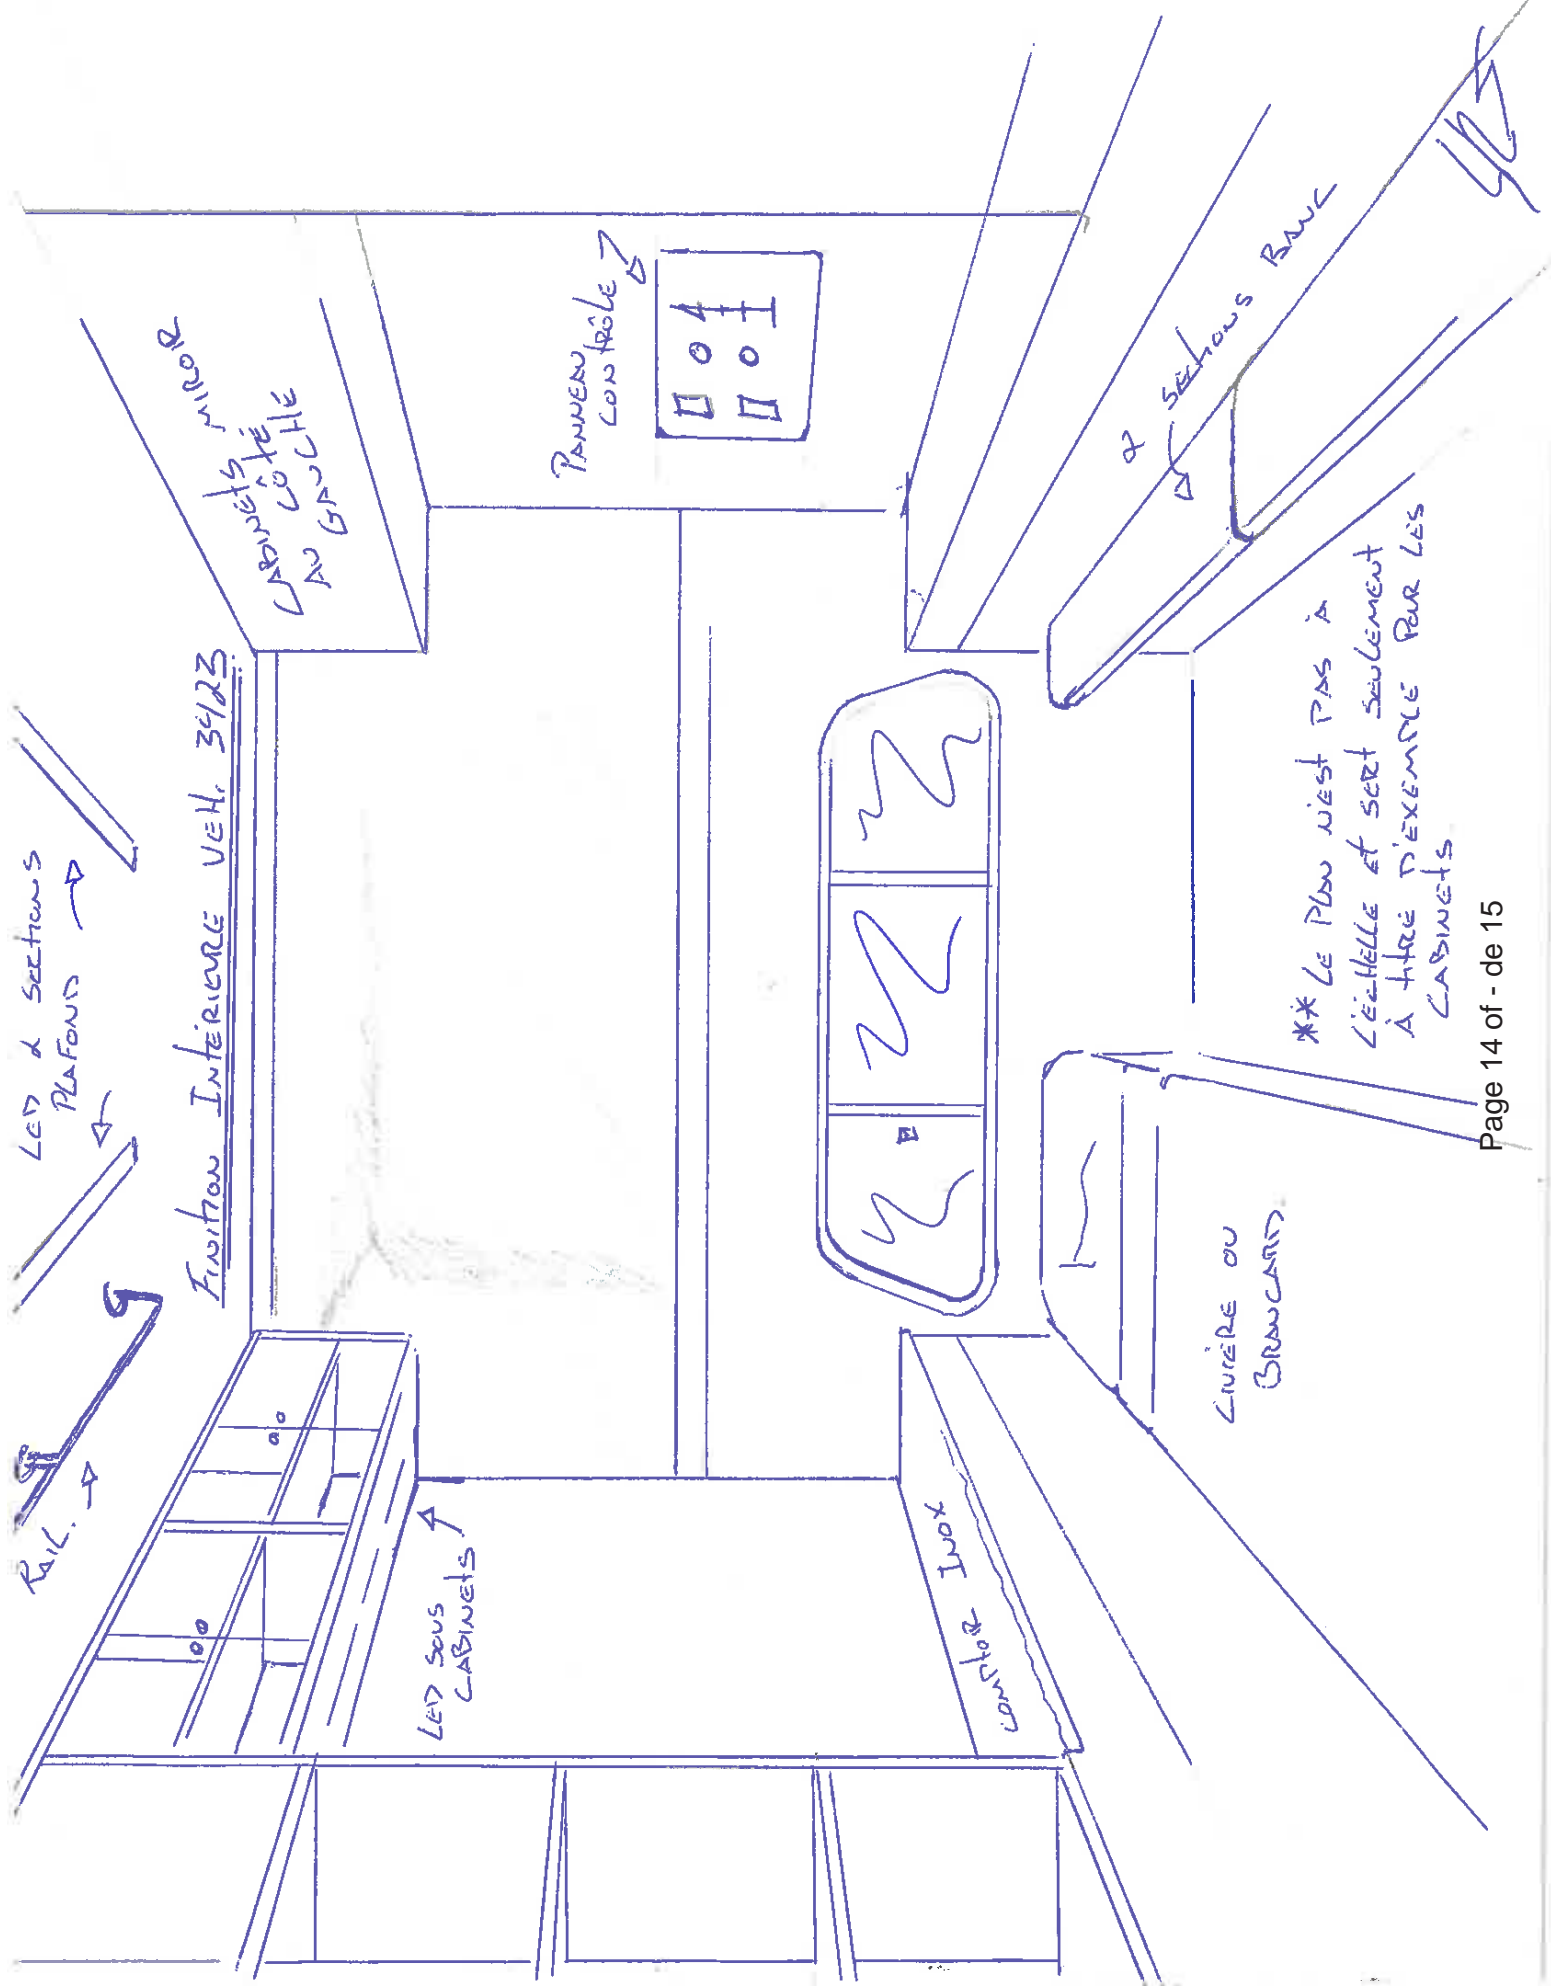 LED 2 SECTIONS
PLAFOND
RAIL.
FINITION INTÉRIEURE VEH. 3423
CABINETS MIROIR
AU CÔTÉ
GAUCHE
LED SOUS
CABINETS
PANNEAU
CONTRÔLE
COMPTOIR INOX
2 SECTIONS BANC
CIVIÈRE OU
BRANCARD.
** LE PLAN N'EST PAS À
L'ÉCHELLE ET SERT SEULEMENT
À TITRE D'EXEMPLE POUR LES
CABINETS.
Page 14 of - de 15